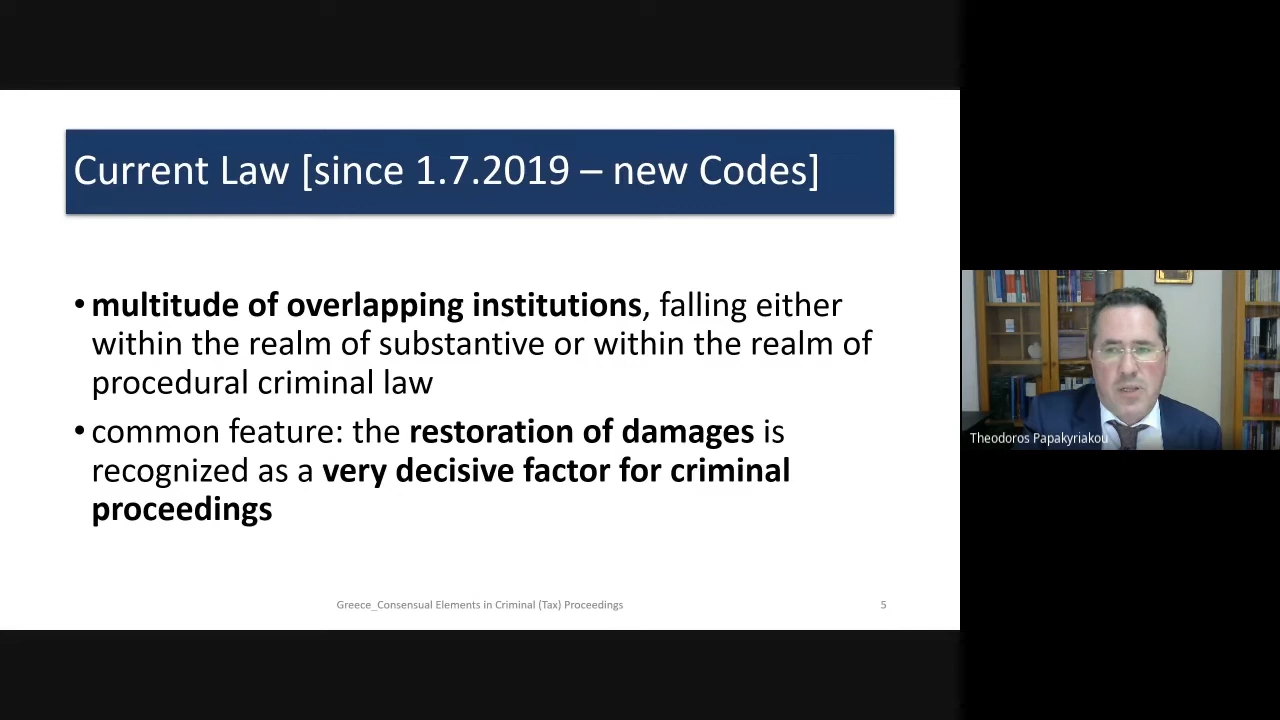 Current Law [since 1.7.2019 – new Codes]
• multitude of overlapping institutions, falling either
within the realm of substantive or within the realm of
procedural criminal law
• common feature: the restoration of damages is
recognized as a very decisive factor for criminal
proceedings
Greece_Consensual Elements in Criminal (Tax) Proceedings
5
Theodoros Papakyriakou